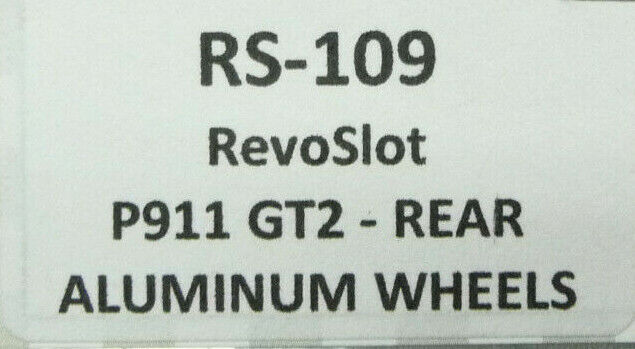 RS-109
RevoSlot
P911 GT2 - REAR
ALUMINUM WHEELS